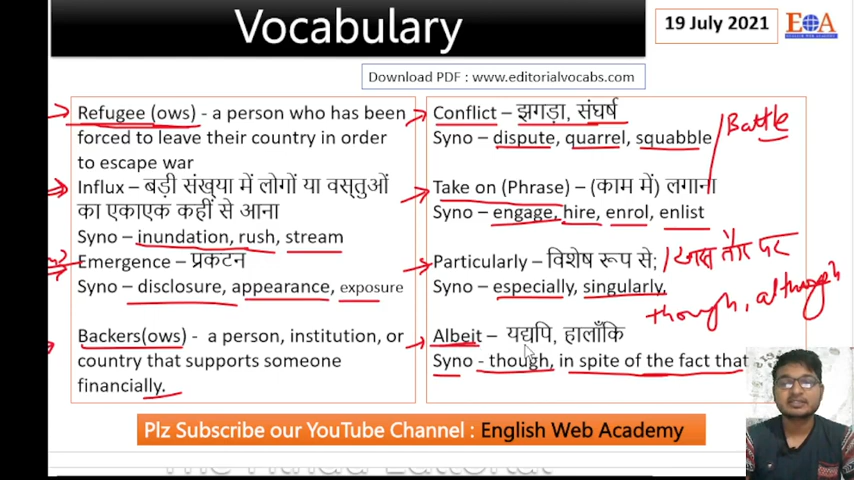 Vocabulary
19 July 2021
EOA
Download PDF : www.editorialvocabs.com
Refugee (ows) - a person who has been
forced to leave their country in order
to escape war
Influx – बड़ी संख्या में लोगों या वस्तुओं
का एकाएक कहीं से आना
Syno – inundation, rush, stream
Emergence – प्रकटन
Syno – disclosure, appearance, exposure
Backers(ows) - a person, institution, or
country that supports someone
financially.
Conflict – झगड़ा, संघर्ष
Syno – dispute, quarrel, squabble
Battle
Take on (Phrase) – (काम में) लगाना
Syno – engage, hire, enrol, enlist
Particularly – विशेष रूप से;
खास तौर पर
Syno – especially, singularly,
though, although
Albeit – यद्यपि, हालाँकि
Syno - though, in spite of the fact that
Plz Subscribe our YouTube Channel : English Web Academy
The Hindu Editorial